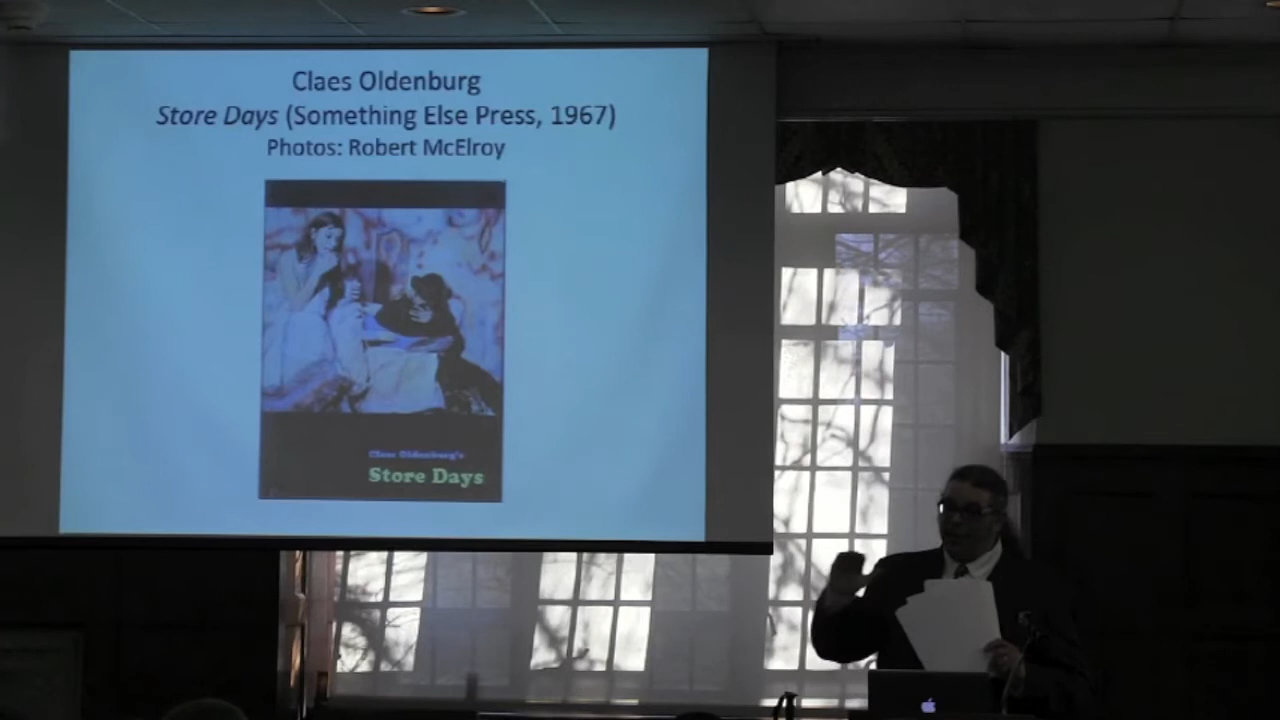 Claes Oldenburg
Store Days (Something Else Press, 1967)
Photos: Robert McElroy
Claes Oldenburg's
Store Days